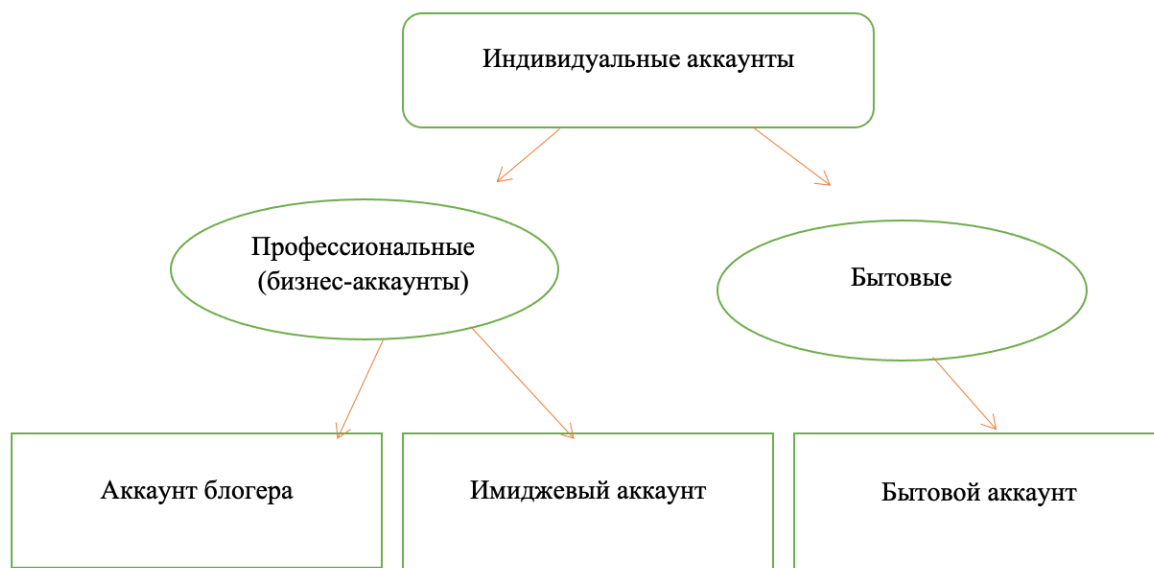 Индивидуальные аккаунты
Профессиональные
(бизнес-аккаунты)
Бытовые
Аккаунт блогера
Имиджевый аккаунт
Бытовой аккаунт